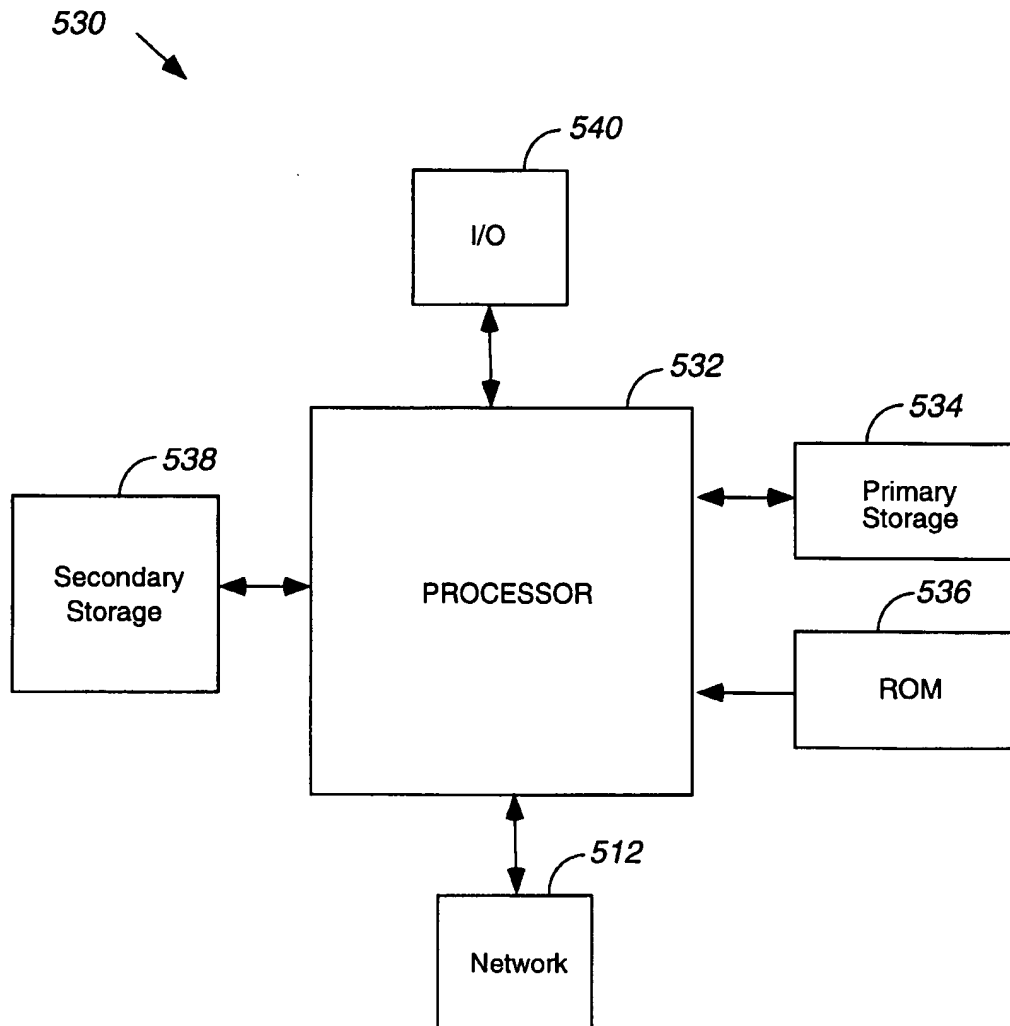 530
540
I/O
532
534
538
Primary
Storage
Secondary
Storage
PROCESSOR
536
ROM
512
Network